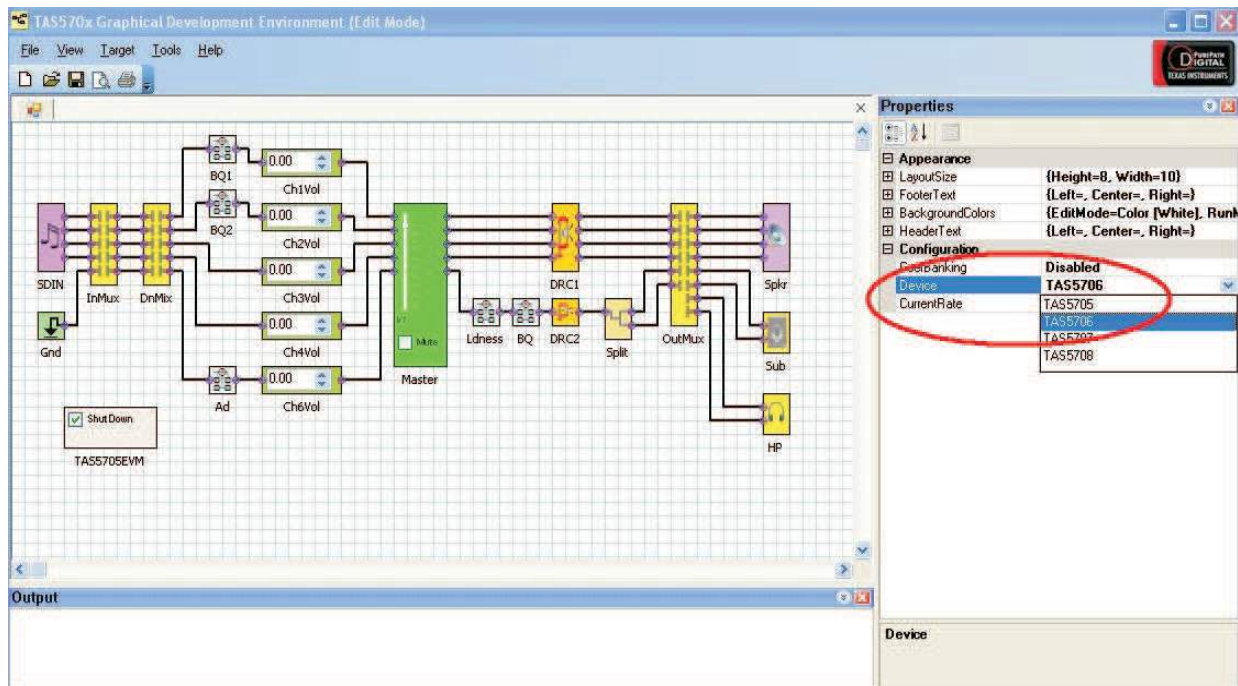 TAS570x Graphical Development Environment (Edit Mode)
File View Target Tools Help
PUREPATH
DIGITAL
TEXAS INSTRUMENTS
Properties
Appearance
LayoutSize {Height=8, Width=10}
FooterText {Left=, Center=, Right=}
BackgroundColors {EditMode=Color [White], RunM
HeaderText {Left=, Center=, Right=}
Configuration
Disabled
Device TAS5706
CurrentRate
TAS5705
TAS5706
TAS5707
TAS5708
BQ1
0.00
Ch1Vol
BQ2
0.00
Ch2Vol
0.00
Ch3Vol
0.00
Ch4Vol
0.00
Ch6Vol
SDIN
InMux
DnMix
Gnd
Ad
Mute
Master
DRC1
Ldness
BQ
DRC2
Split
OutMux
Spkr
Sub
HP
ShutDown
TAS5705EVM
Output
Device